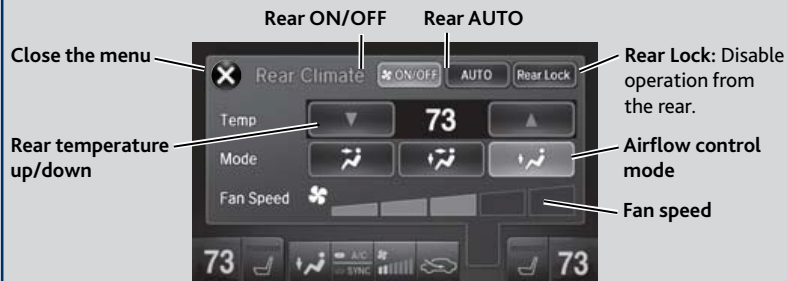 Rear ON/OFF Rear AUTO
Close the menu
Rear Lock: Disable
operation from
the rear.
Rear Climate ON/OFF AUTO Rear Lock
Temp 73
Rear temperature
up/down
Mode
Airflow control
mode
Fan Speed
Fan speed
73 A/C SYNC 73